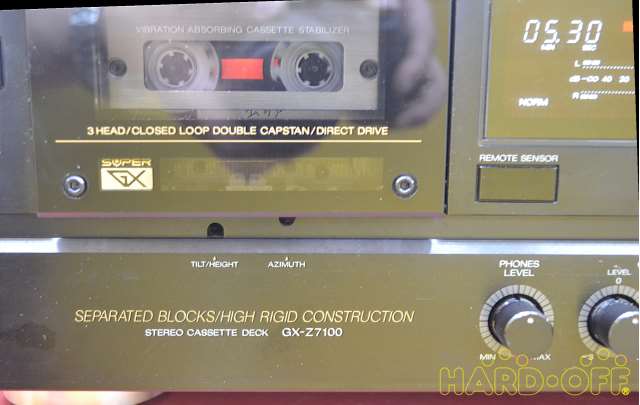 VIBRATION ABSORBING CASSETTE STABILIZER
05.30
MIN SEC
L
dB -∞ 40 20
R
NORM
3 HEAD/CLOSED LOOP DOUBLE CAPSTAN/DIRECT DRIVE
REMOTE SENSOR
SUPER
GX
TILT/HEIGHT AZIMUTH
PHONES
LEVEL
LEVEL
0
SEPARATED BLOCKS/HIGH RIGID CONSTRUCTION
STEREO CASSETTE DECK GX-Z7100
MIN MAX
HARD·OFF®